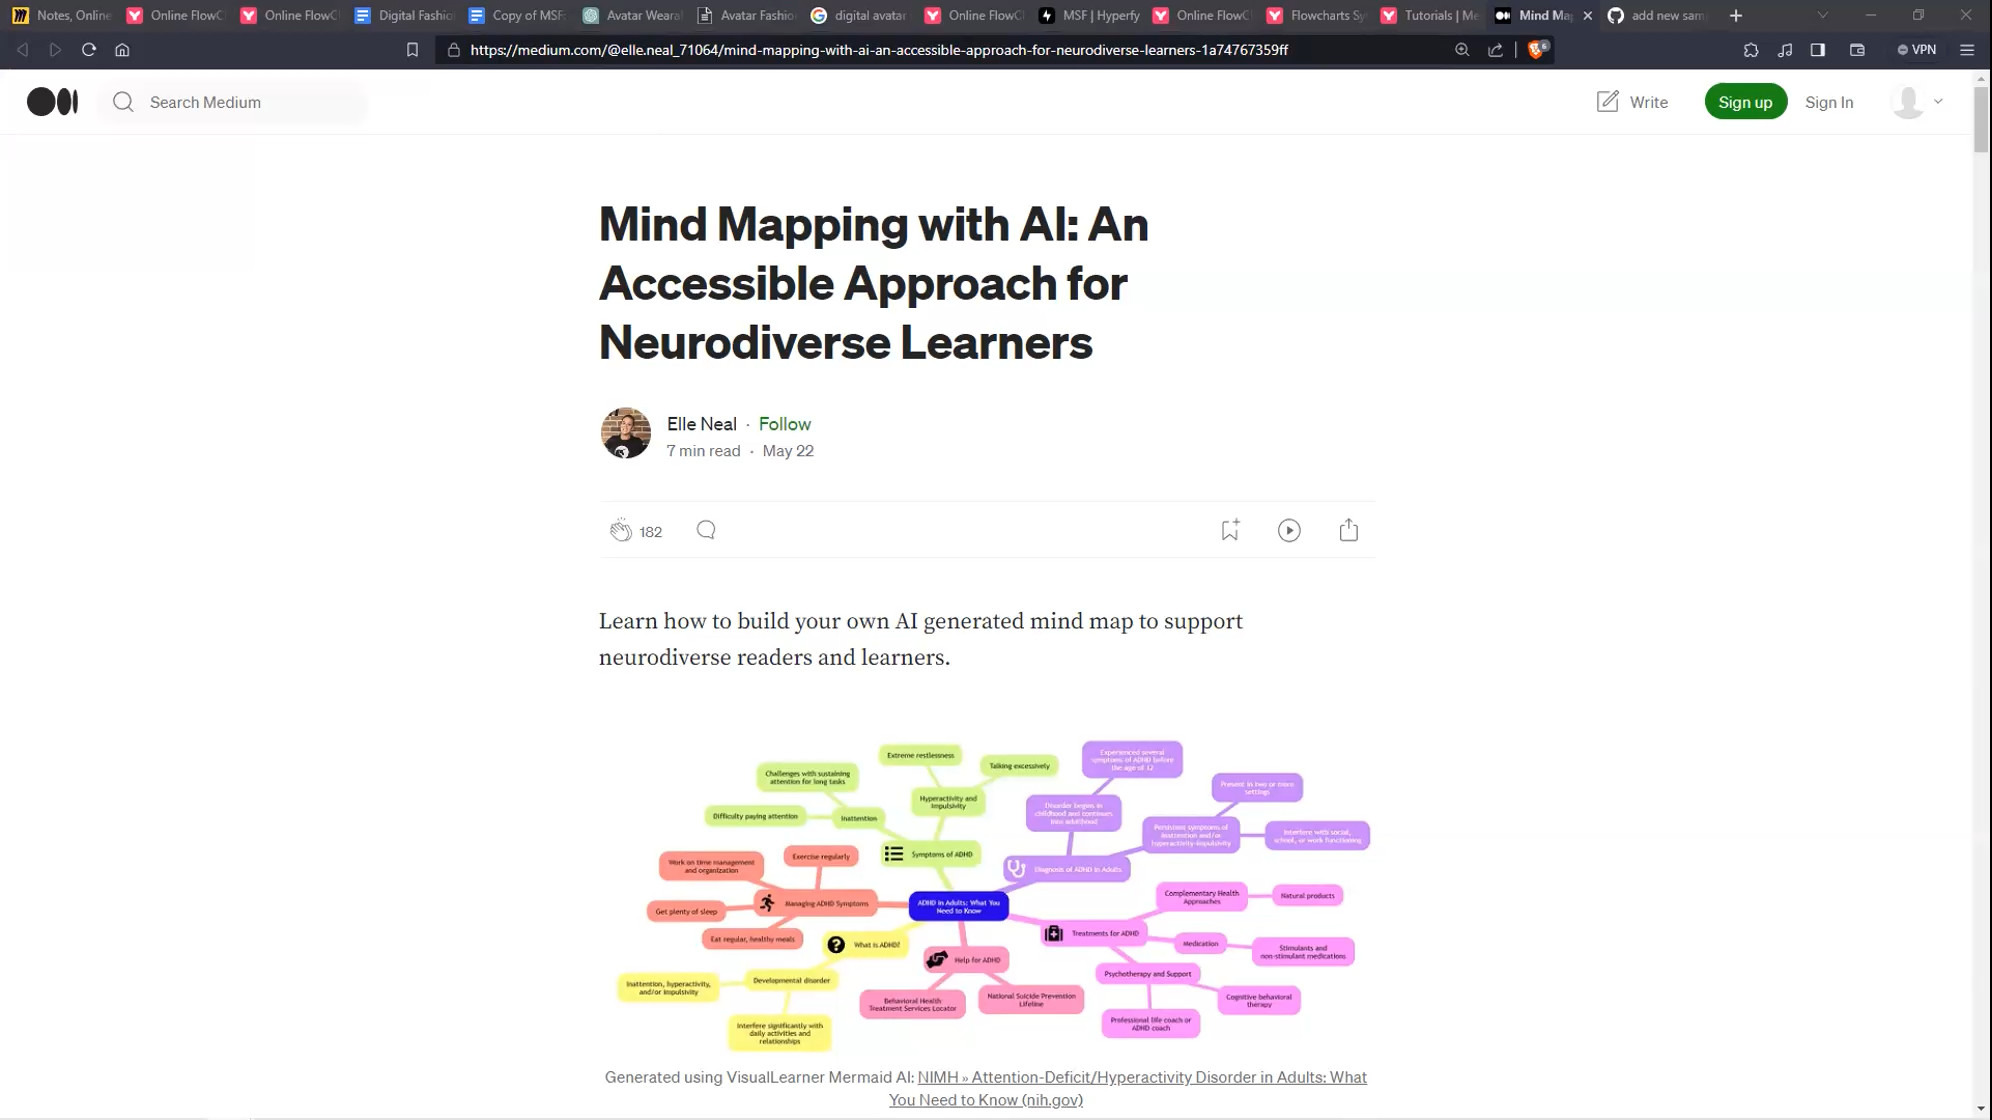 Notes, Online
Online FlowC
Online FlowC
Digital Fashio
Copy of MSF
Avatar Weara
Avatar Fashio
digital avatar
Online FlowC
MSF | Hyperfy
Online FlowC
Flowcharts Sy
Tutorials | Me
Mind Ma
add new sam
https://medium.com/@elle.neal_71064/mind-mapping-with-ai-an-accessible-approach-for-neurodiverse-learners-1a74767359ff
6
VPN
Search Medium
Write
Sign up
Sign In
Mind Mapping with AI: An
Accessible Approach for
Neurodiverse Learners
Elle Neal · Follow
7 min read · May 22
182
Learn how to build your own AI generated mind map to support
neurodiverse readers and learners.
Extreme restlessness
Talking excessively
Challenges with sustaining
attention for long tasks
Hyperactivity and
Impulsivity
Difficulty paying attention
Inattention
Symptoms of ADHD
Experienced several
symptoms of ADHD before
the age of 12
Present in two or more
settings
Disorder begins in
childhood and continues
into adulthood
Persistent symptoms of
inattention and/or
hyperactivity-impulsivity
Interfere with social,
school, or work functioning
Diagnosis of ADHD in Adults
Work on time management
and organization
Exercise regularly
Managing ADHD Symptoms
Get plenty of sleep
Eat regular, healthy meals
ADHD in Adults: What You
Need to Know
Complementary Health
Approaches
Natural products
Treatments for ADHD
Medication
Stimulants and
non-stimulant medications
Psychotherapy and Support
Cognitive behavioral
therapy
Professional life coach or
ADHD coach
What is ADHD?
Developmental disorder
Inattention, hyperactivity,
and/or impulsivity
Interfere significantly with
daily activities and
relationships
Help for ADHD
Behavioral Health
Treatment Services Locator
National Suicide Prevention
Lifeline
Generated using VisualLearner Mermaid AI: NIMH » Attention-Deficit/Hyperactivity Disorder in Adults: What
You Need to Know (nih.gov)